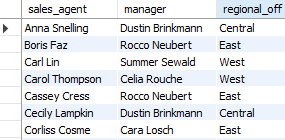 sales_agent manager regional_off
Anna Snelling Dustin Brinkmann Central
Boris Faz Rocco Neubert East
Carl Lin Summer Sewald West
Carol Thompson Celia Rouche West
Cassey Cress Rocco Neubert East
Cecily Lampkin Dustin Brinkmann Central
Corliss Cosme Cara Losch East